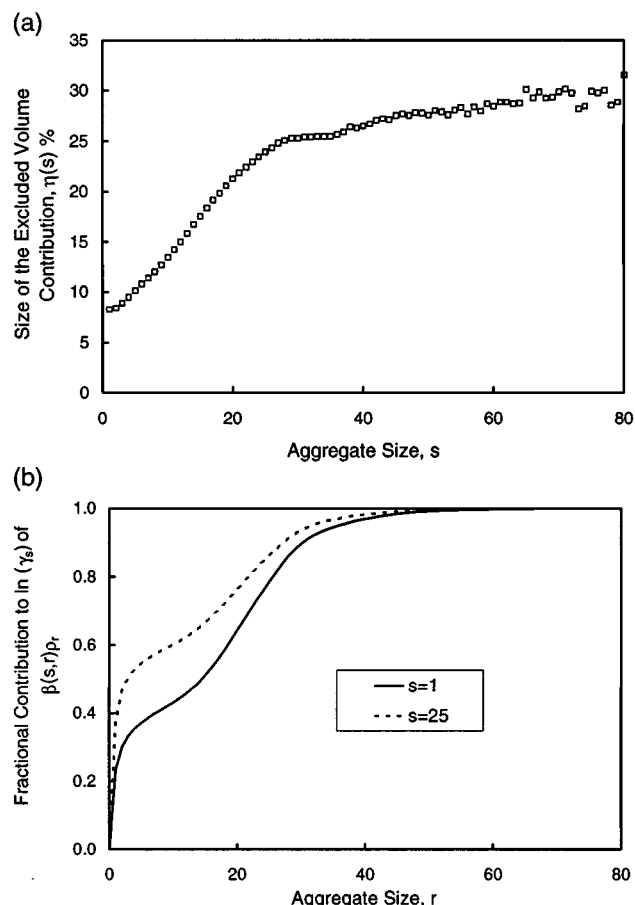 (a)
Size of the Excluded Volume
Contribution, η(s) %
35
30
25
20
15
10
5
0
0 20 40 60 80
Aggregate Size, s
(b)
Fractional Contribution to ln (γs) of
β(s,r)ρr
1.0
0.8
0.6
0.4
0.2
0.0
s=1
s=25
0 20 40 60 80
Aggregate Size, r